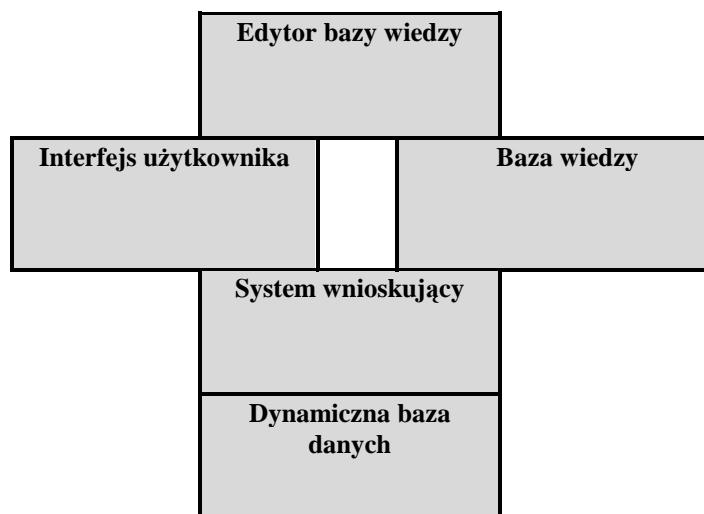 Edytor bazy wiedzy
Interfejs użytkownika
Baza wiedzy
System wnioskujący
Dynamiczna baza
danych